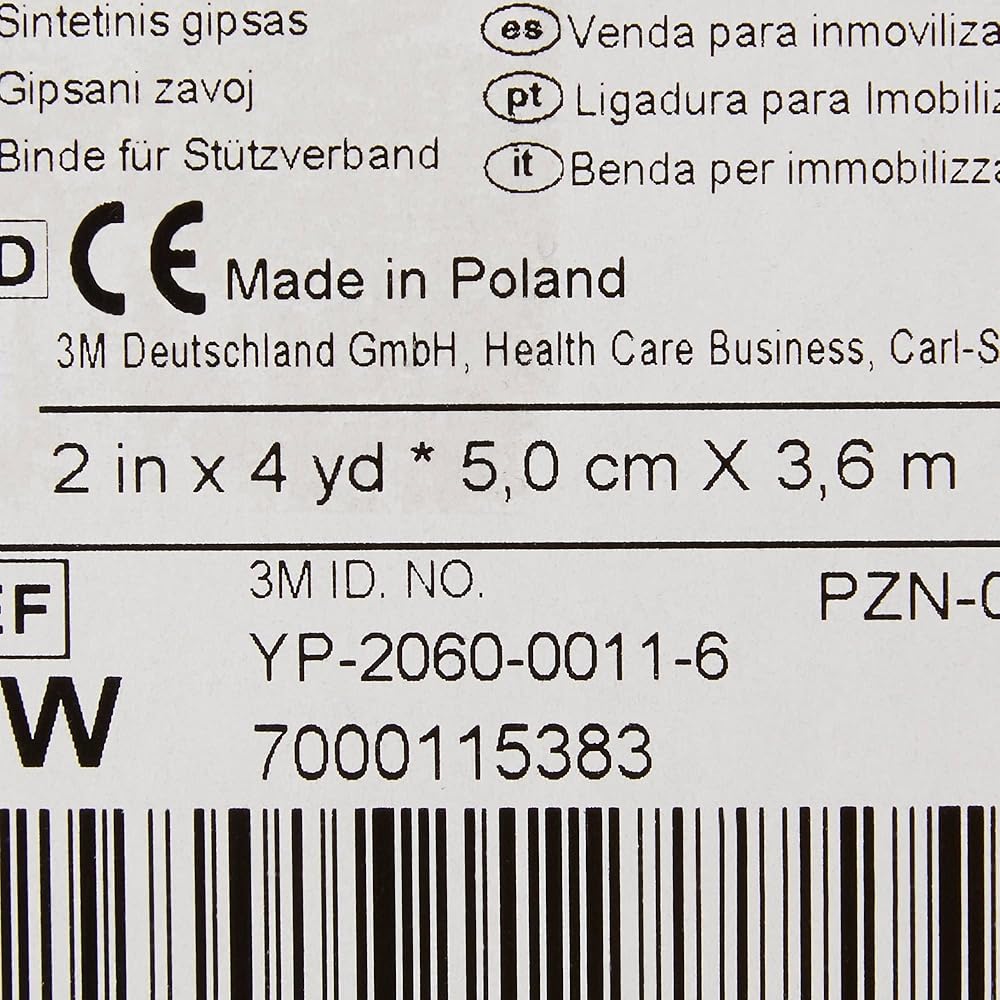 Sintetinis gipsas
Gipsani zavoj
Binde für Stützverband
es Venda para inmoviliza
pt Ligadura para Imobiliz
it Benda per immobilizza
D CE Made in Poland
3M Deutschland GmbH, Health Care Business, Carl-S
2 in x 4 yd * 5,0 cm X 3,6 m
EF
W
3M ID. NO.
YP-2060-0011-6
7000115383
PZN-0